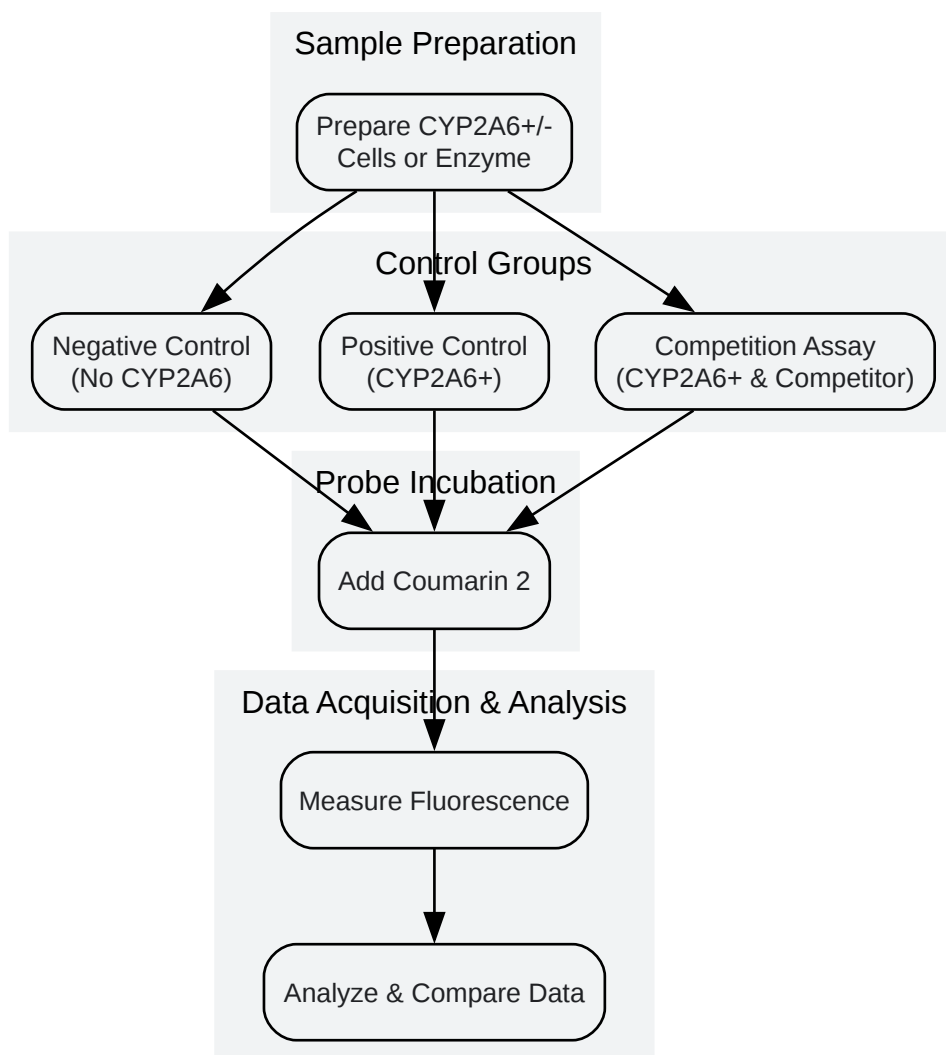 Sample Preparation
Prepare CYP2A6+/-
Cells or Enzyme
Control Groups
Negative Control
(No CYP2A6)
Positive Control
(CYP2A6+)
Competition Assay
(CYP2A6+ & Competitor)
Probe Incubation
Add Coumarin 2
Data Acquisition & Analysis
Measure Fluorescence
Analyze & Compare Data